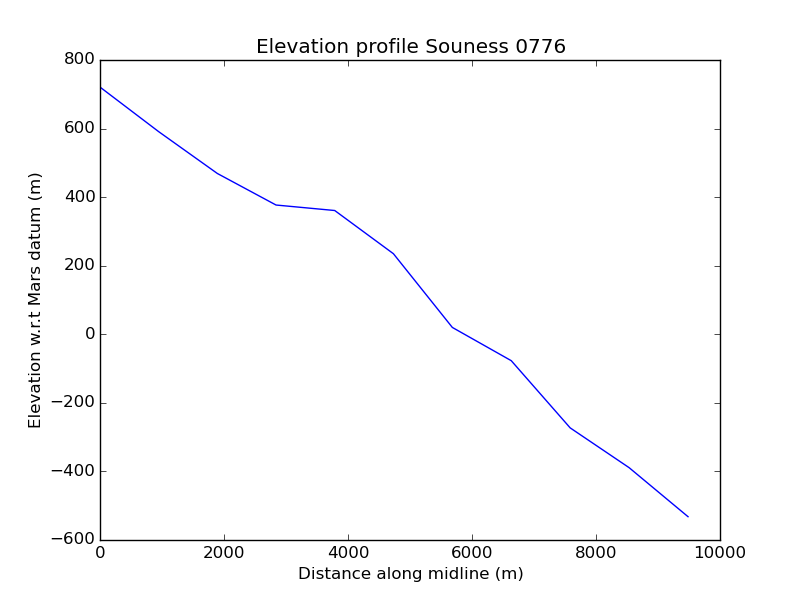 Elevation profile Souness 0776
800
600
400
200
0
−200
−400
−600
Elevation w.r.t Mars datum (m)
0 2000 4000 6000 8000 10000
Distance along midline (m)